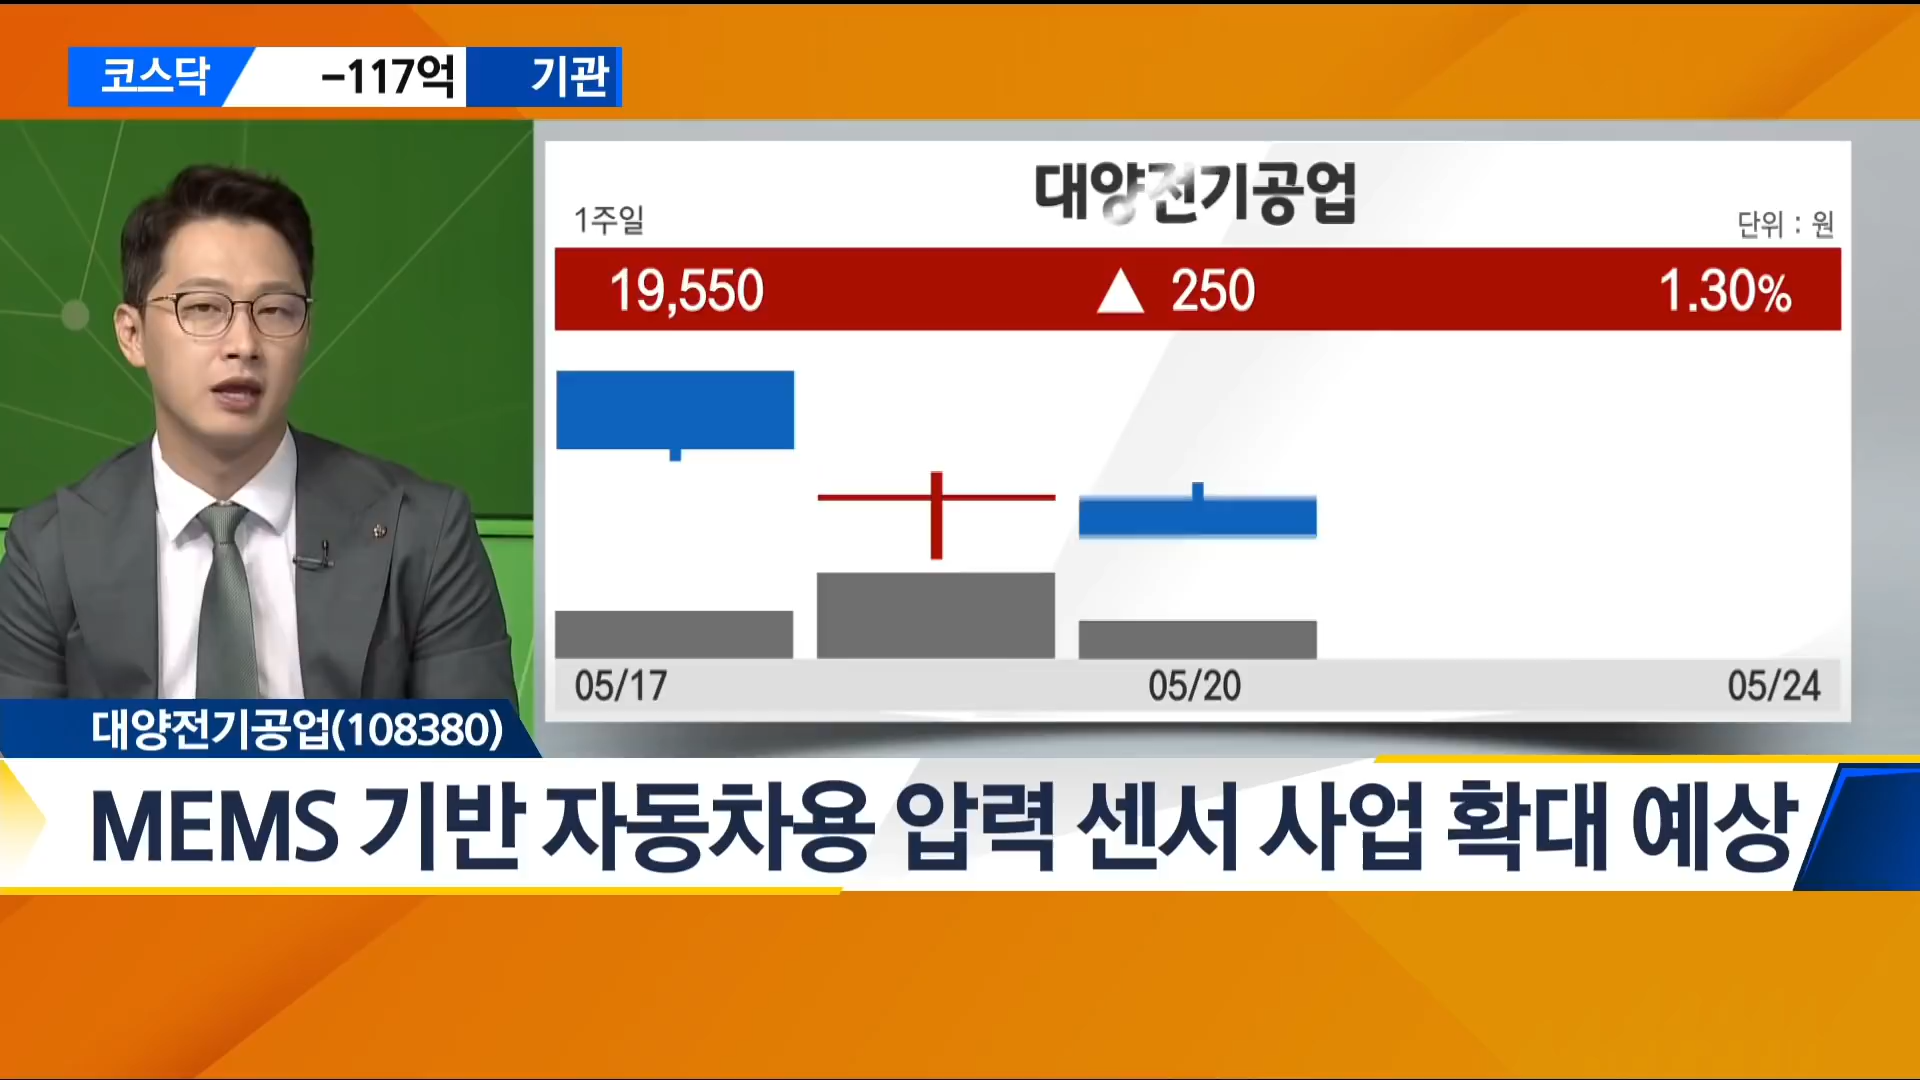 코스닥 -117억 기관
대양전기공업
1주일
단위 : 원
19,550 ▲ 250 1.30%
05/17 05/20 05/24
대양전기공업(108380)
MEMS 기반 자동차용 압력 센서 사업 확대 예상